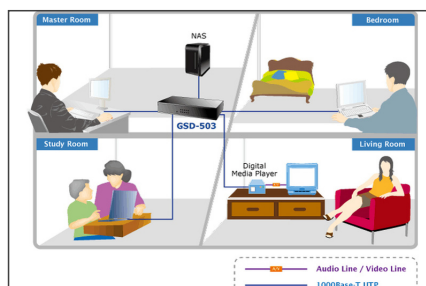 Master Room
Bedroom
NAS
GSD-503
Study Room
Living Room
Digital
Media Player
A/V
Audio Line / Video Line
1000Base-T UTP